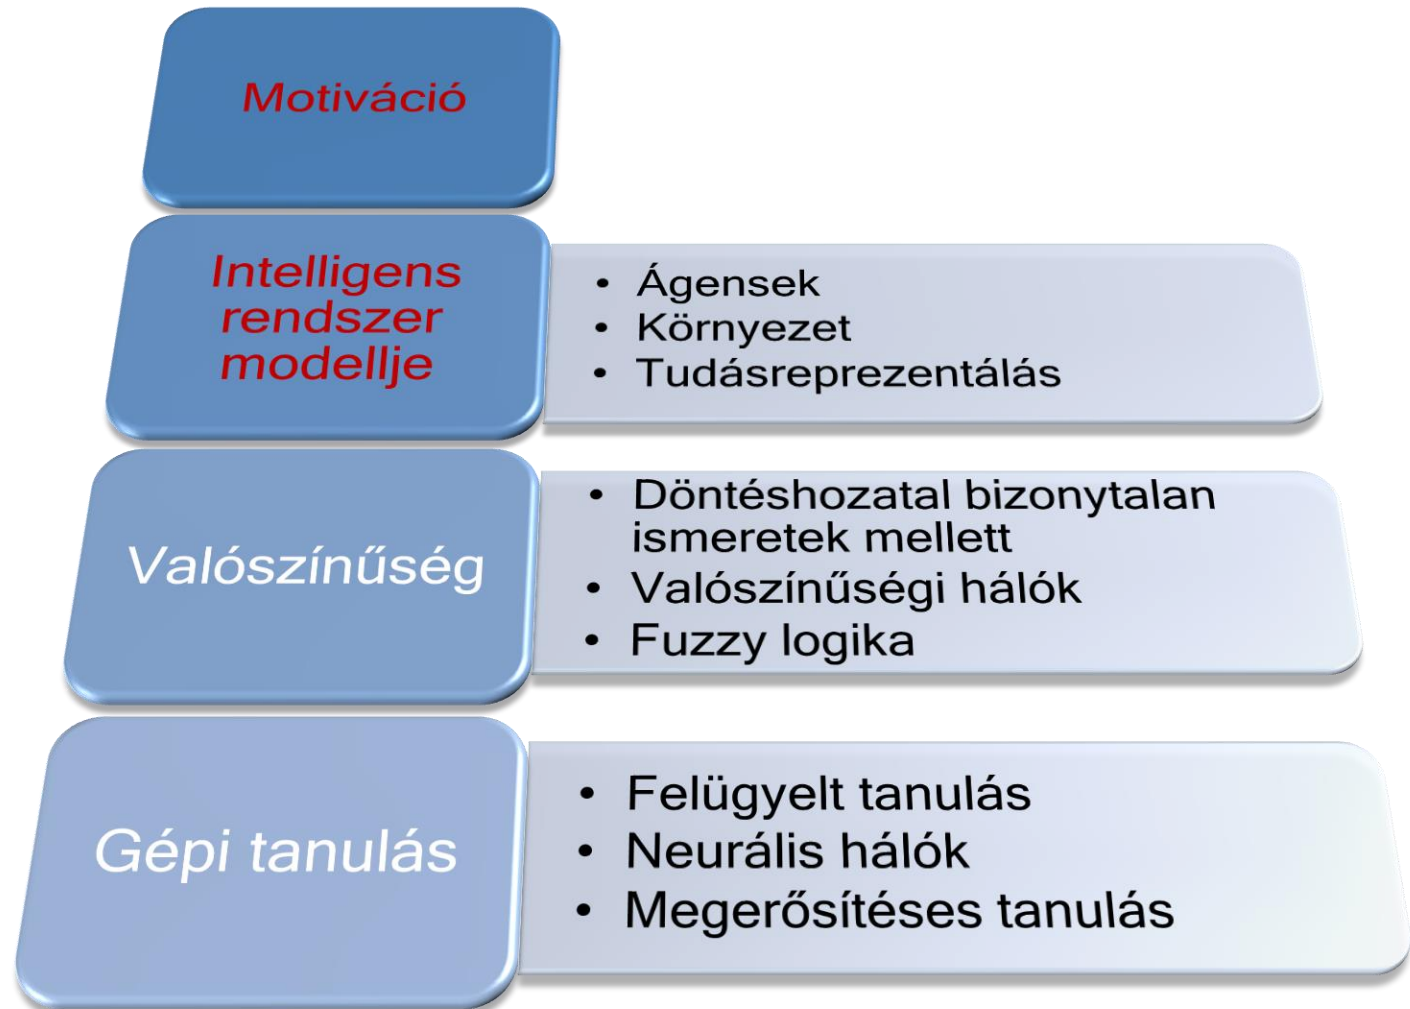 Motiváció
Intelligens
rendszer
modellje
• Ágensek
• Környezet
• Tudásreprezentálás
Valószínűség
• Döntéshozatal bizonytalan
ismeretek mellett
• Valószínűségi hálók
• Fuzzy logika
Gépi tanulás
• Felügyelt tanulás
• Neurális hálók
• Megerősítéses tanulás